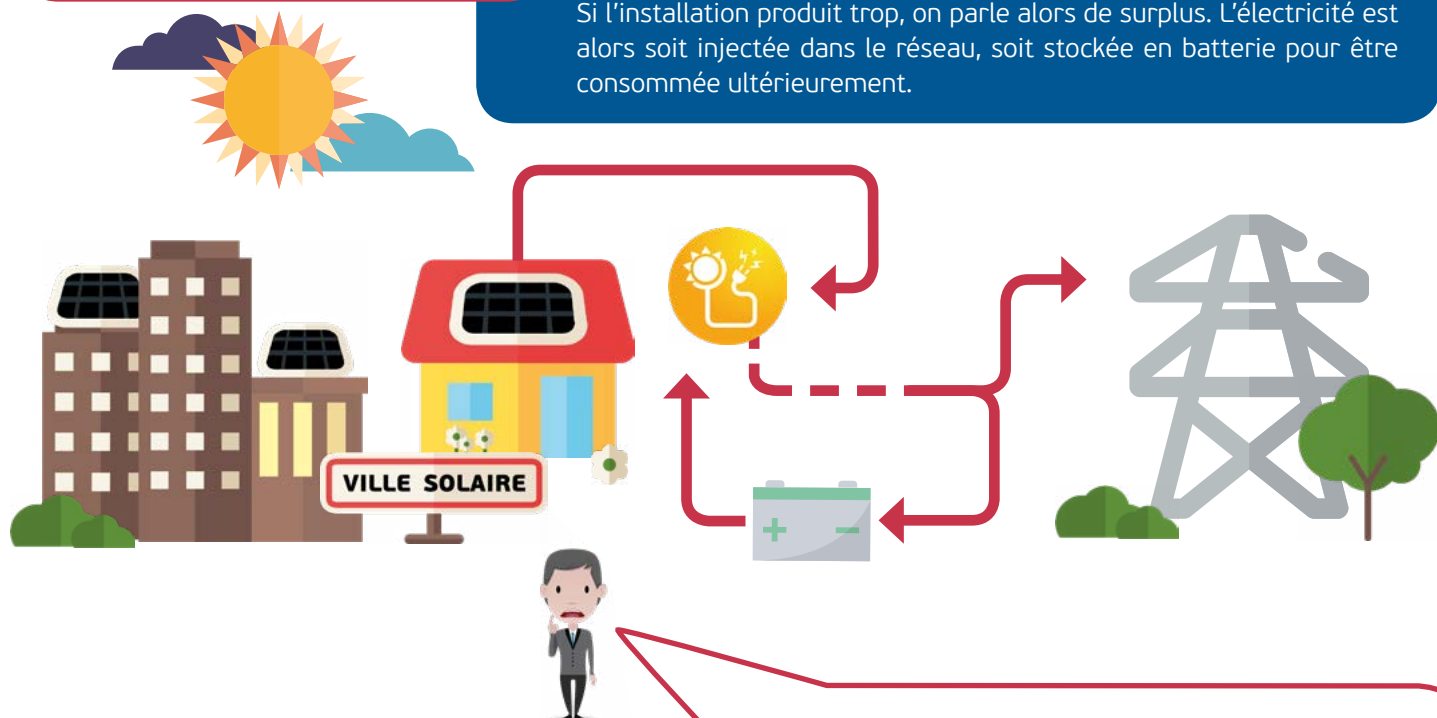 Si l'installation produit trop, on parle alors de surplus. L'électricité est
alors soit injectée dans le réseau, soit stockée en batterie pour être
consommée ultérieurement.
VILLE SOLAIRE
+ −